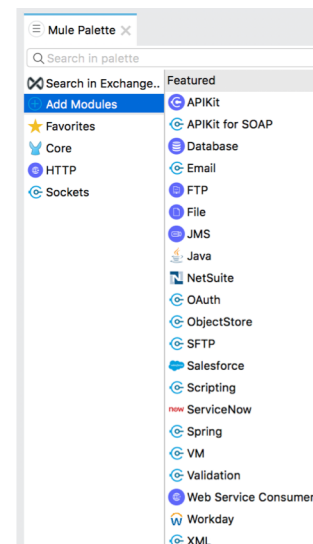 Mule Palette
Search in palette
Search in Exchange..
Add Modules
Favorites
Core
HTTP
Sockets
Featured
APIKit
APIKit for SOAP
Database
Email
FTP
File
JMS
Java
NetSuite
OAuth
ObjectStore
SFTP
Salesforce
Scripting
now ServiceNow
Spring
VM
Validation
Web Service Consumer
Workday
XML